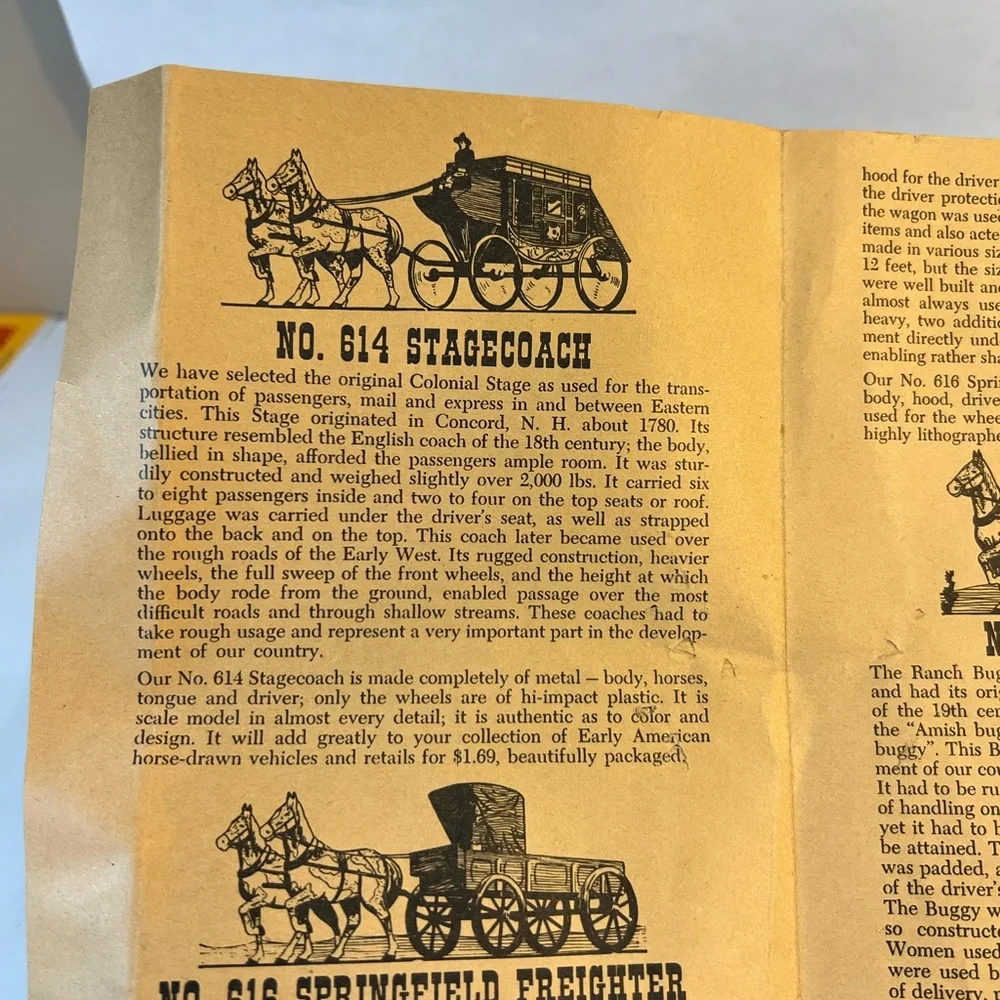 NO. 614 STAGECOACH
We have selected the original Colonial Stage as used for the trans-
portation of passengers, mail and express in and between Eastern
cities. This Stage originated in Concord, N. H. about 1780. Its
structure resembled the English coach of the 18th century; the body,
bellied in shape, afforded the passengers ample room. It was stur-
dily constructed and weighed slightly over 2,000 lbs. It carried six
to eight passengers inside and two to four on the top seats or roof.
Luggage was carried under the driver's seat, as well as strapped
onto the back and on the top. This coach later became used over
the rough roads of the Early West. Its rugged construction, heavier
wheels, the full sweep of the front wheels, and the height at which
the body rode from the ground, enabled passage over the most
difficult roads and through shallow streams. These coaches had to
take rough usage and represent a very important part in the develop-
ment of our country.
Our No. 614 Stagecoach is made completely of metal — body, horses,
tongue and driver; only the wheels are of hi-impact plastic. It is
scale model in almost every detail; it is authentic as to color and
design. It will add greatly to your collection of Early American
horse-drawn vehicles and retails for $1.69, beautifully packaged.
NO. 616 SPRINGFIELD FREIGHTER
hood for the driver
the driver protectio
the wagon was used
items and also acte
made in various siz
12 feet, but the siz
were well built and
almost always use
heavy, two additio
ment directly und
enabling rather sha
Our No. 616 Spri
body, hood, drive
used for the whee
highly lithographe
N
The Ranch Bug
and had its ori
of the 19th cen
the "Amish bug
buggy". This B
ment of our cou
It had to be ru
of handling on
yet it had to b
be attained. T
was padded, a
of the driver's
The Buggy w
so constructe
Women used
were used b
of delivery,